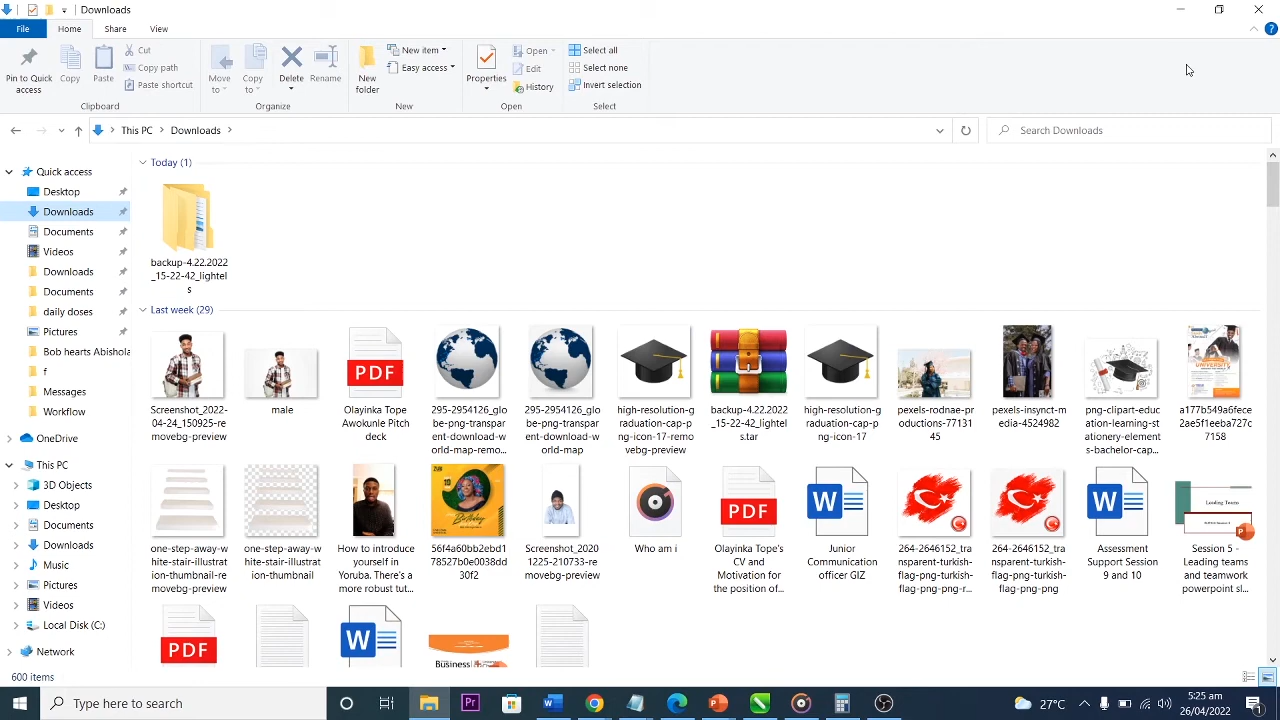 Downloads
File
Home
Share
View
Pin to Quick
access
Copy
Paste
Cut
Copy path
Paste shortcut
Clipboard
Move
to
Copy
to
Delete
Rename
Organize
New
folder
New item
Easy access
New
Properties
Open
Edit
History
Open
Select all
Select none
Invert selection
Select
This PC
Downloads
Search Downloads
Quick access
Desktop
Downloads
Documents
Videos
Downloads
Documents
daily doses
Pictures
Bob hearts Abishola
f
Messages
Workflow
OneDrive
This PC
3D Objects
Desktop
Documents
Downloads
Music
Pictures
Videos
Local Disk (C:)
Network
Today (1)
backup-4.22.2022
_15-22-42_lightel
s
Last week (29)
Screenshot_2022-
04-24_150925-re
movebg-preview
male
PDF
Olayinka Tope
Awokunle Pitch
deck
295-2954126_glo
be-png-transpar
ent-download-w
orld-map-remo...
295-2954126_glo
be-png-transpar
ent-download-w
orld-map
high-resolution-g
raduation-cap-p
ng-icon-17-remo
vebg-preview
backup-4.22.2022
_15-22-42_lightel
s.tar
high-resolution-g
raduation-cap-p
ng-icon-17
pexels-rodnae-pr
oductions-77131
45
pexels-insynct-m
edia-4524982
png-clipart-educ
ation-learning-st
ationery-element
s-bachelor-cap...
UNIVERSITY
a177b549a6fece
2ae5f1eeba727c
7158
one-step-away-w
hite-stair-illustrat
ion-thumbnail-re
movebg-preview
one-step-away-w
hite-stair-illustrat
ion-thumbnail
How to introduce
yourself in
Yoruba. There's a
more robust tut...
Birthday
56f4a60bb2ebd1
78527b0e0038dd
30f2
Screenshot_2020
1225-210733-re
movebg-preview
Who am i
PDF
Olayinka Tope's
CV and
Motivation for
the position of...
W
Junior
Communication
officer GIZ
264-2646152_tra
nsparent-turkish-
flag-png-png-r...
264-2646152_tra
nsparent-turkish-
flag-png-turkish-
flag-png-png
W
Assessment
Support Session
9 and 10
Leading Teams
Session 5 -
Leading teams
and teamwork
powerpoint sl...
PDF
W
Business
600 items
Type here to search
Pr
27°C
5:25 am
26/04/2022